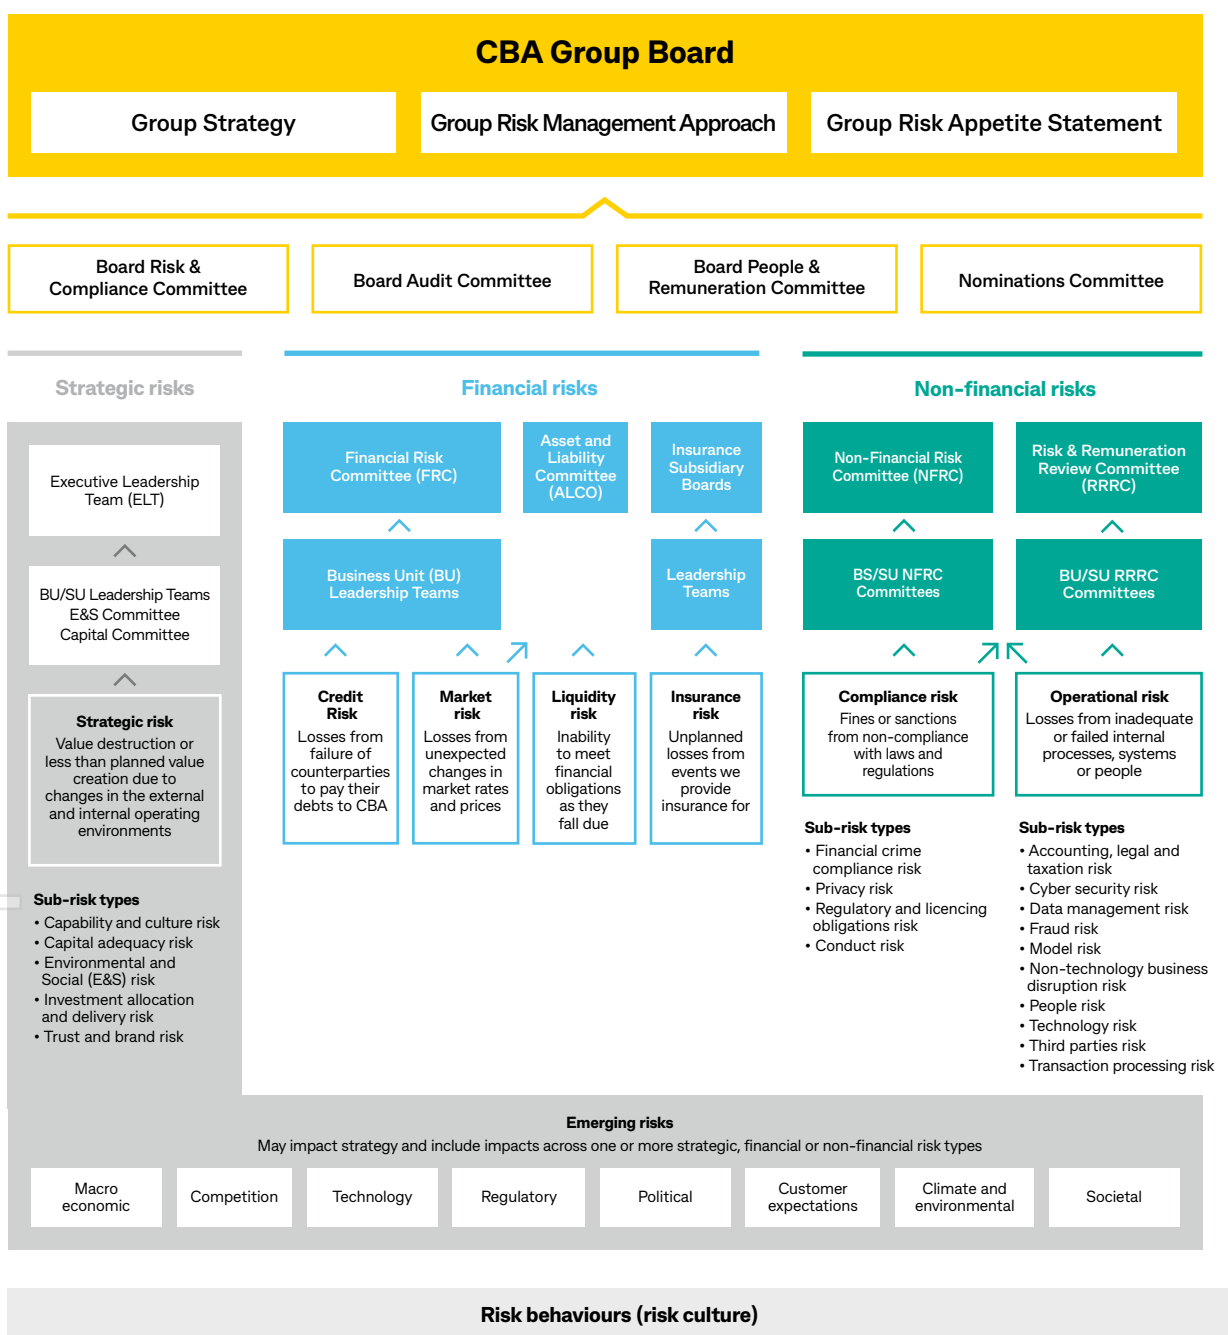 CBA Group Board
Group Strategy
Group Risk Management Approach
Group Risk Appetite Statement
Board Risk &
Compliance Committee
Board Audit Committee
Board People &
Remuneration Committee
Nominations Committee
Strategic risks
Executive Leadership
Team (ELT)
BU/SU Leadership Teams
E&S Committee
Capital Committee
Strategic risk
Value destruction or
less than planned value
creation due to
changes in the external
and internal operating
environments
Sub-risk types
• Capability and culture risk
• Capital adequacy risk
• Environmental and
Social (E&S) risk
• Investment allocation
and delivery risk
• Trust and brand risk
Financial risks
Financial Risk
Committee (FRC)
Asset and
Liability
Committee
(ALCO)
Insurance
Subsidiary
Boards
Business Unit (BU)
Leadership Teams
Leadership
Teams
Credit
Risk
Losses from
failure of
counterparties
to pay their
debts to CBA
Market
risk
Losses from
unexpected
changes in
market rates
and prices
Liquidity
risk
Inability
to meet
financial
obligations
as they
fall due
Insurance
risk
Unplanned
losses from
events we
provide
insurance for
Non-financial risks
Non-Financial Risk
Committee (NFRC)
Risk & Remuneration
Review Committee
(RRRC)
BS/SU NFRC
Committees
BU/SU RRRC
Committees
Compliance risk
Fines or sanctions
from non-compliance
with laws and
regulations
Sub-risk types
• Financial crime
compliance risk
• Privacy risk
• Regulatory and licencing
obligations risk
• Conduct risk
Operational risk
Losses from inadequate
or failed internal
processes, systems
or people
Sub-risk types
• Accounting, legal and
taxation risk
• Cyber security risk
• Data management risk
• Fraud risk
• Model risk
• Non-technology business
disruption risk
• People risk
• Technology risk
• Third parties risk
• Transaction processing risk
Emerging risks
May impact strategy and include impacts across one or more strategic, financial or non-financial risk types
Macro
economic
Competition
Technology
Regulatory
Political
Customer
expectations
Climate and
environmental
Societal
Risk behaviours (risk culture)